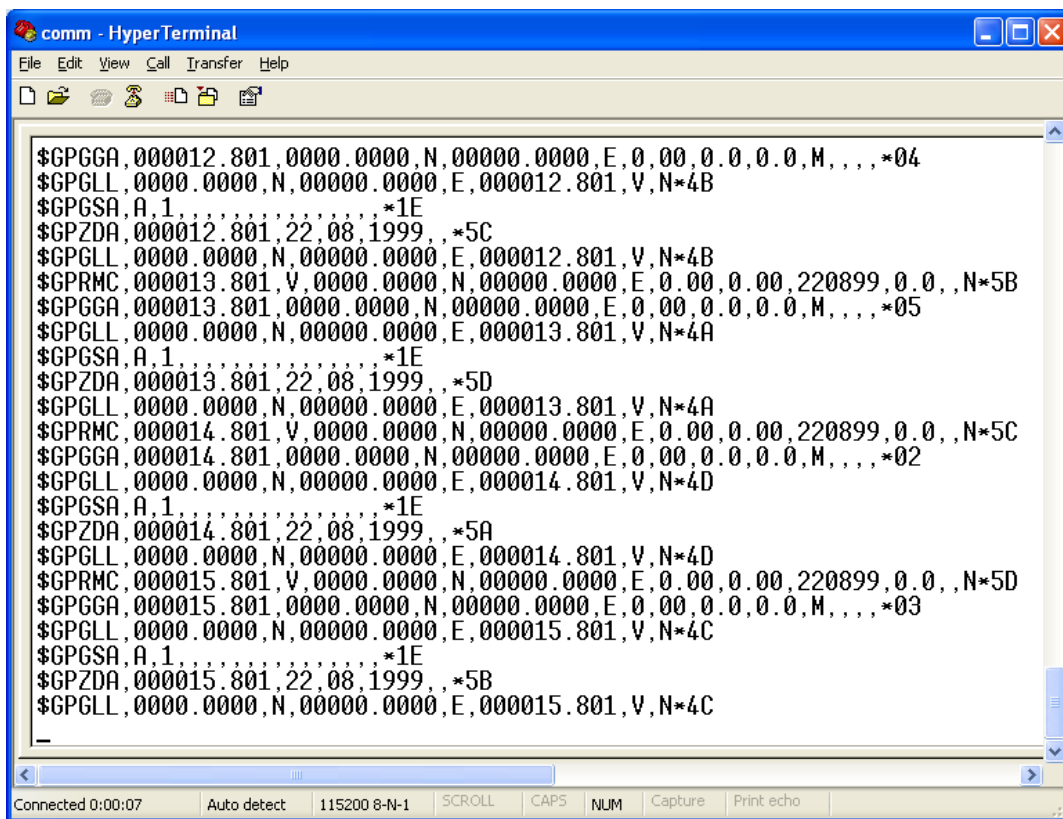 comm - HyperTerminal
File Edit View Call Transfer Help
$GPGGA,000012.801,0000.0000,N,00000.0000,E,0,00,0.0,0.0,M,,,,*04
$GPGLL,0000.0000,N,00000.0000,E,000012.801,V,N*4B
$GPGSA,A,1,,,,,,,,,,,,,,,*1E
$GPZDA,000012.801,22,08,1999,,*5C
$GPGLL,0000.0000,N,00000.0000,E,000012.801,V,N*4B
$GPRMC,000013.801,V,0000.0000,N,00000.0000,E,0.00,0.00,220899,0.0,,N*5B
$GPGGA,000013.801,0000.0000,N,00000.0000,E,0,00,0.0,0.0,M,,,,*05
$GPGLL,0000.0000,N,00000.0000,E,000013.801,V,N*4A
$GPGSA,A,1,,,,,,,,,,,,,,,*1E
$GPZDA,000013.801,22,08,1999,,*5D
$GPGLL,0000.0000,N,00000.0000,E,000013.801,V,N*4A
$GPRMC,000014.801,V,0000.0000,N,00000.0000,E,0.00,0.00,220899,0.0,,N*5C
$GPGGA,000014.801,0000.0000,N,00000.0000,E,0,00,0.0,0.0,M,,,,*02
$GPGLL,0000.0000,N,00000.0000,E,000014.801,V,N*4D
$GPGSA,A,1,,,,,,,,,,,,,,,*1E
$GPZDA,000014.801,22,08,1999,,*5A
$GPGLL,0000.0000,N,00000.0000,E,000014.801,V,N*4D
$GPRMC,000015.801,V,0000.0000,N,00000.0000,E,0.00,0.00,220899,0.0,,N*5D
$GPGGA,000015.801,0000.0000,N,00000.0000,E,0,00,0.0,0.0,M,,,,*03
$GPGLL,0000.0000,N,00000.0000,E,000015.801,V,N*4C
$GPGSA,A,1,,,,,,,,,,,,,,,*1E
$GPZDA,000015.801,22,08,1999,,*5B
$GPGLL,0000.0000,N,00000.0000,E,000015.801,V,N*4C
_
Connected 0:00:07 Auto detect 115200 8-N-1 SCROLL CAPS NUM Capture Print echo